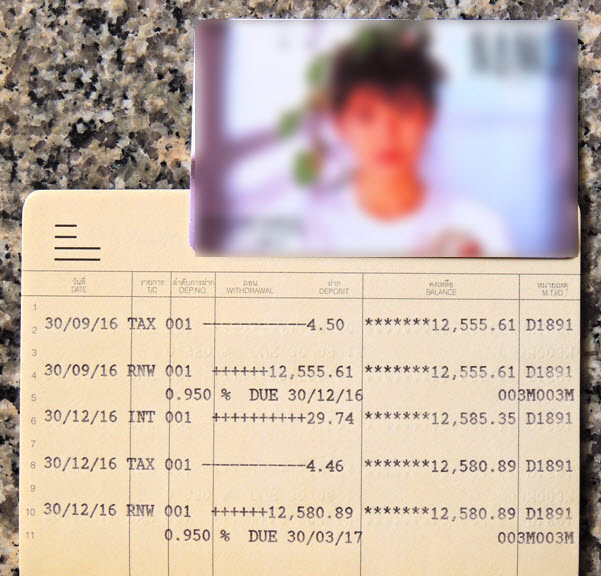 วันที่ รายการ ลำดับการฝาก ถอน ฝาก คงเหลือ หมายเหตุ
DATE T/C DEP.NO. WITHDRAWAL DEPOSIT BALANCE M.T.I/D
1
2 30/09/16 TAX 001 -----------4.50 *******12,555.61 D1891
3
4 30/09/16 RNW 001 ++++++12,555.61 *******12,555.61 D1891
5 0.950 % DUE 30/12/16 003M003M
6 30/12/16 INT 001 ++++++++++29.74 *******12,585.35 D1891
7
8 30/12/16 TAX 001 -----------4.46 *******12,580.89 D1891
9
10 30/12/16 RNW 001 ++++++12,580.89 *******12,580.89 D1891
11 0.950 % DUE 30/03/17 003M003M